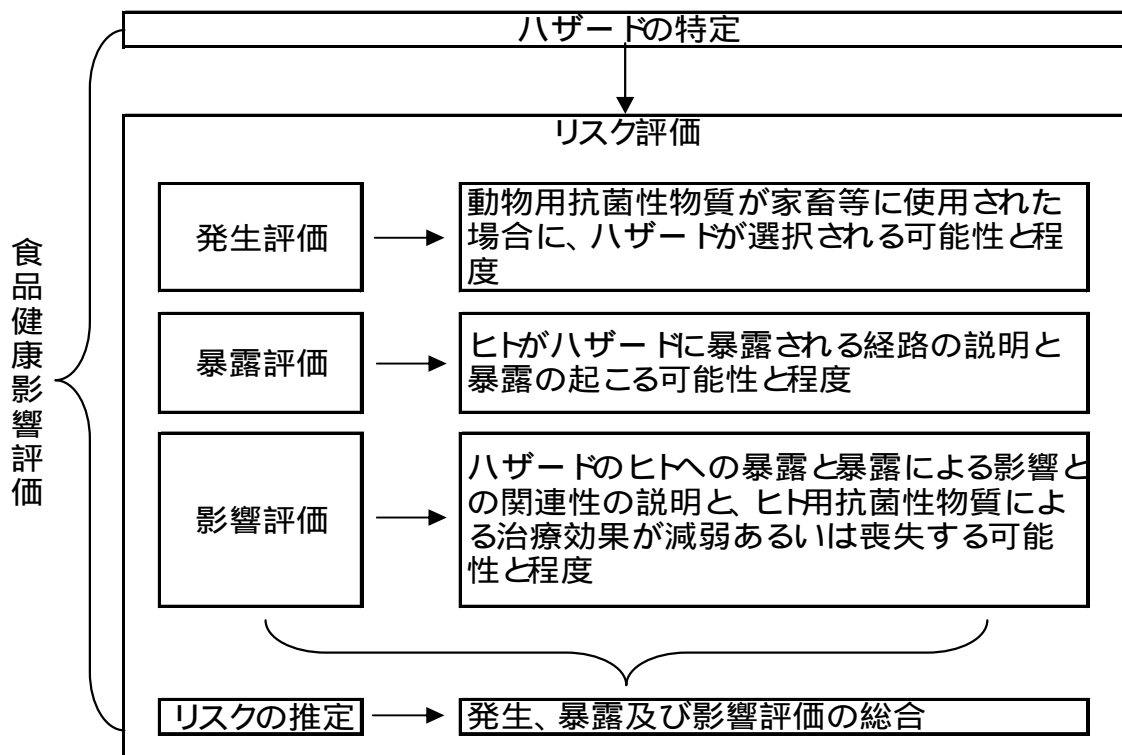 ハザードの特定
リスク評価
食品健康影響評価
発生評価
動物用抗菌性物質が家畜等に使用された
場合に、ハザードが選択される可能性と程
度
暴露評価
ヒトがハザードに暴露される経路の説明と
暴露の起こる可能性と程度
影響評価
ハザードのヒトへの暴露と暴露による影響と
の関連性の説明と、ヒト用抗菌性物質によ
る治療効果が減弱あるいは喪失する可能
性と程度
リスクの推定
発生、暴露及び影響評価の総合